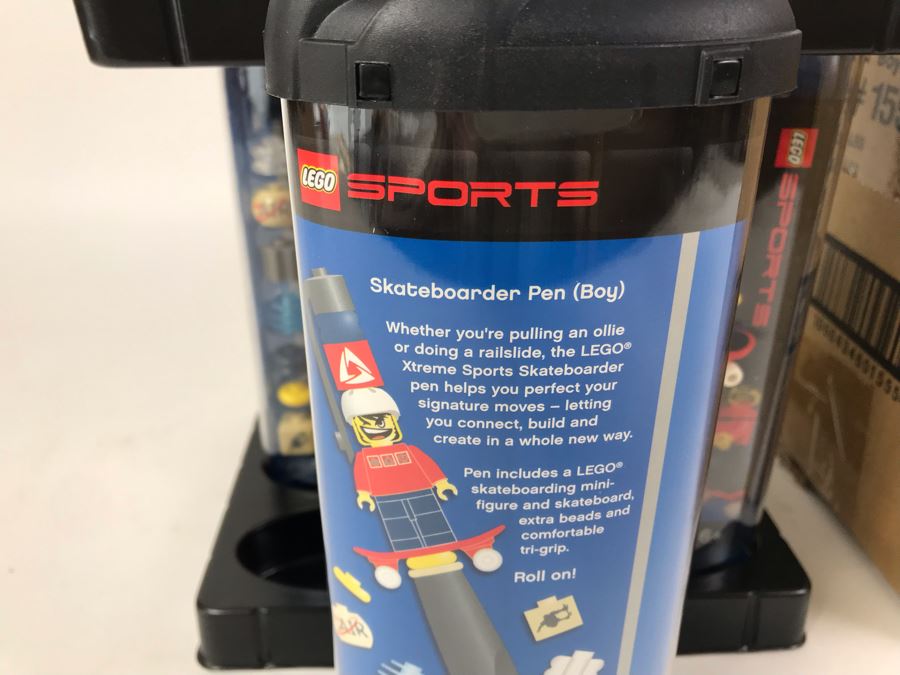 LEGO SPORTS
Skateboarder Pen (Boy)
Whether you're pulling an ollie
or doing a railslide, the LEGO®
Xtreme Sports Skateboarder
pen helps you perfect your
signature moves – letting
you connect, build and
create in a whole new way.
Pen includes a LEGO®
skateboarding mini-
figure and skateboard,
extra beads and
comfortable
tri-grip.
Roll on!
LEGO SPORTS